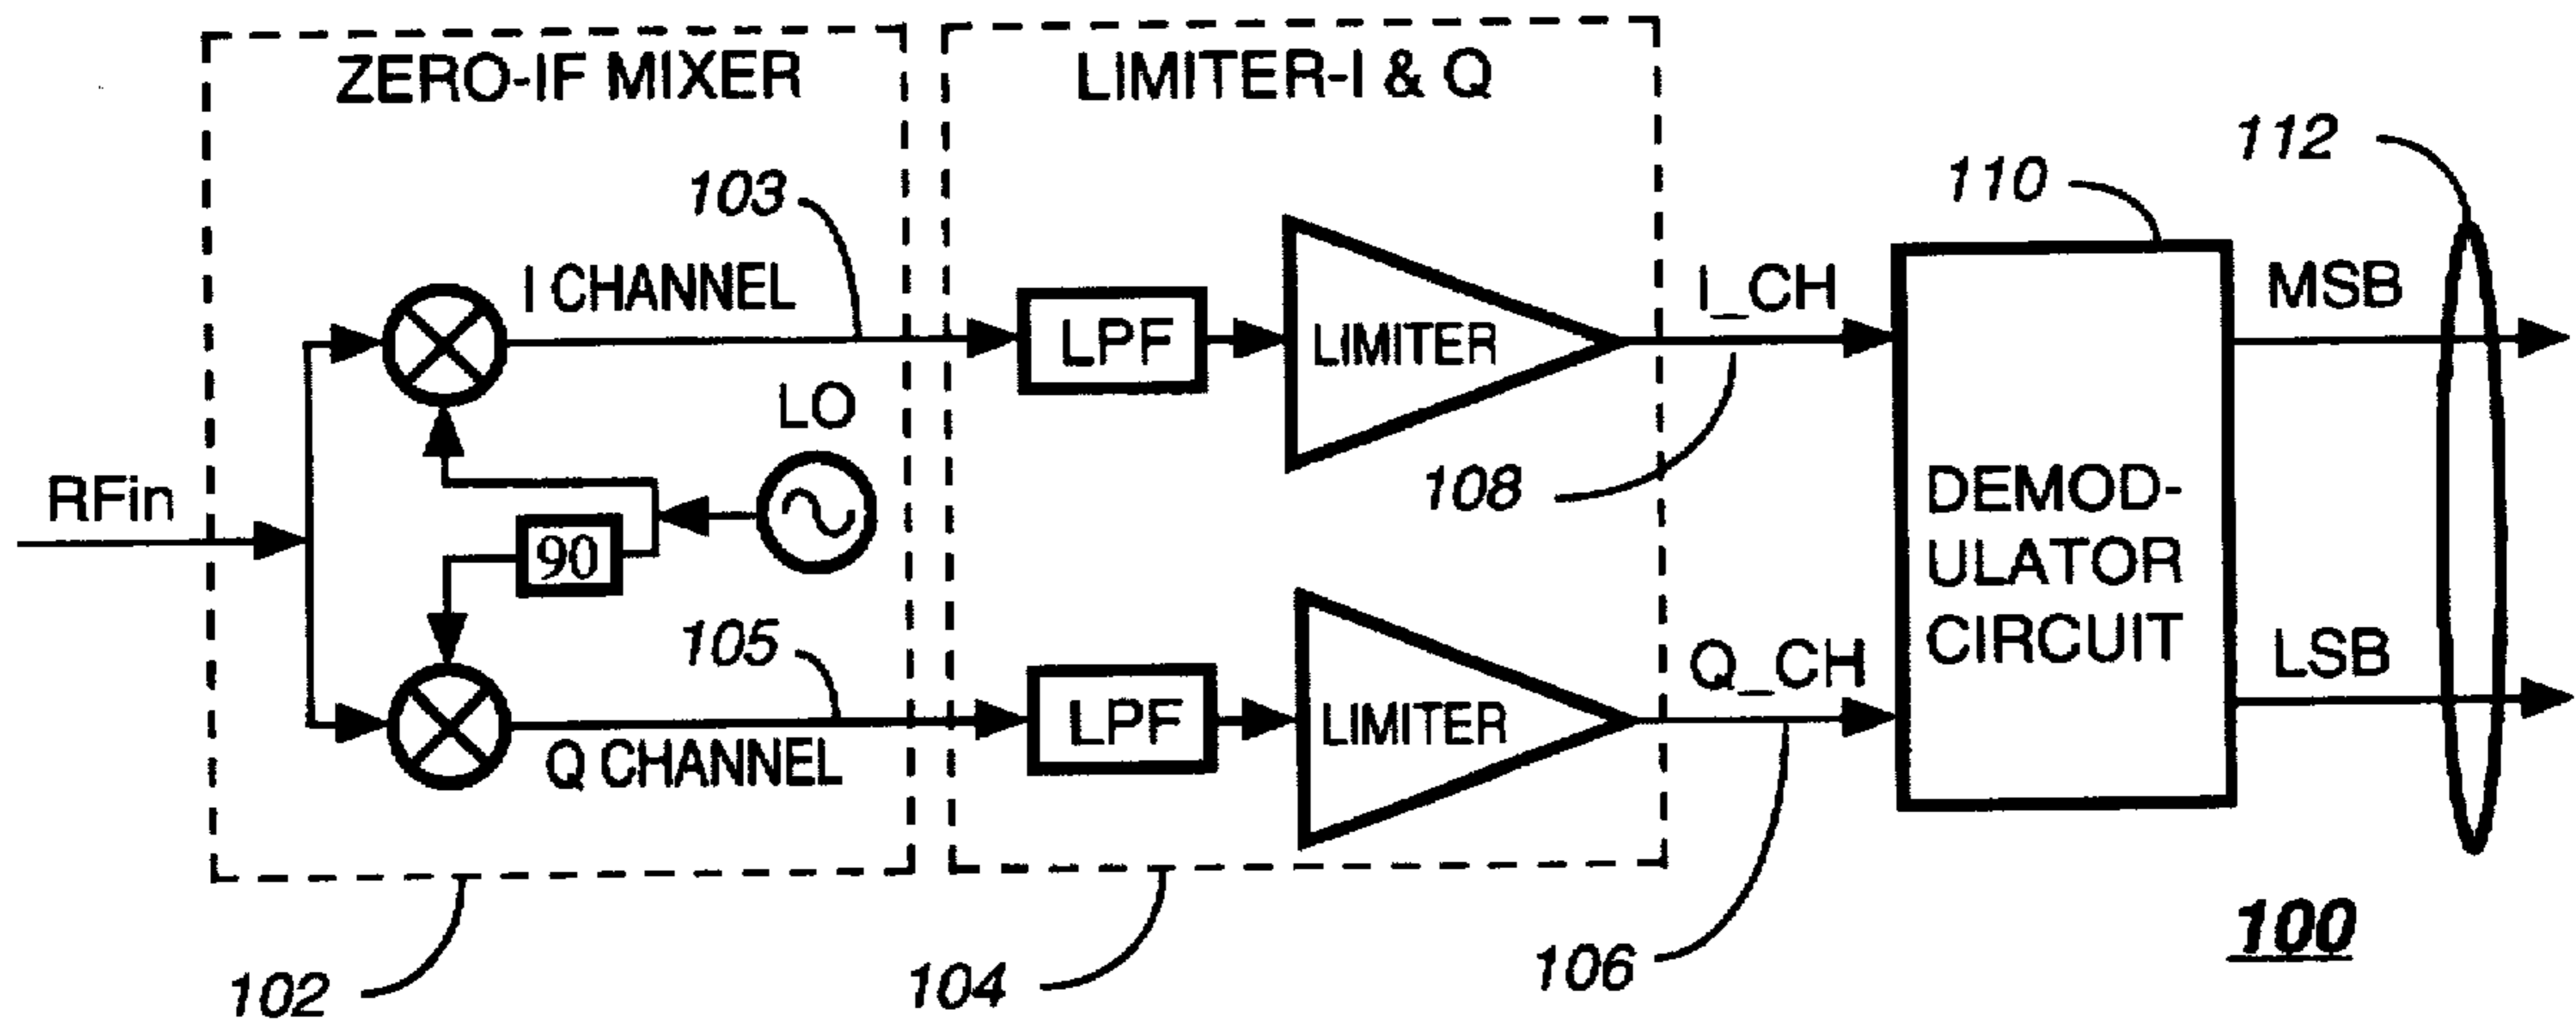 ZERO-IF MIXER
LIMITER-I & Q
112
110
103
I CHANNEL
I_CH
MSB
LPF
LIMITER
LO
RFin
108
DEMOD-
ULATOR
CIRCUIT
90
105
Q_CH
LSB
LPF
LIMITER
Q CHANNEL
100
102
104
106